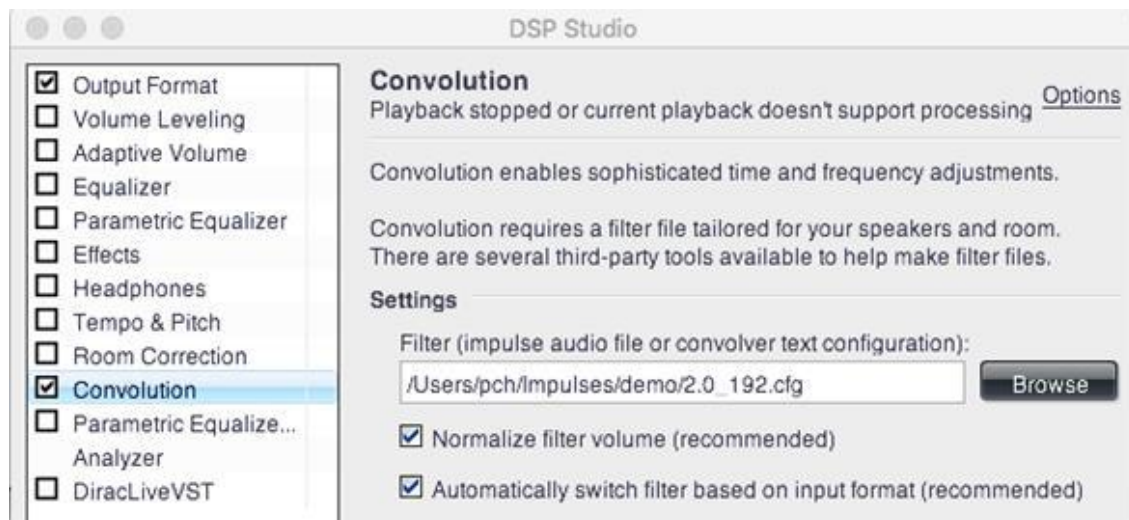 DSP Studio
Output Format
Volume Leveling
Adaptive Volume
Equalizer
Parametric Equalizer
Effects
Headphones
Tempo & Pitch
Room Correction
Convolution
Parametric Equalize...
Analyzer
DiracLiveVST
Convolution
Playback stopped or current playback doesn't support processing
Options
Convolution enables sophisticated time and frequency adjustments.
Convolution requires a filter file tailored for your speakers and room.
There are several third-party tools available to help make filter files.
Settings
Filter (impulse audio file or convolver text configuration):
/Users/pch/Impulses/demo/2.0_192.cfg
Browse
Normalize filter volume (recommended)
Automatically switch filter based on input format (recommended)